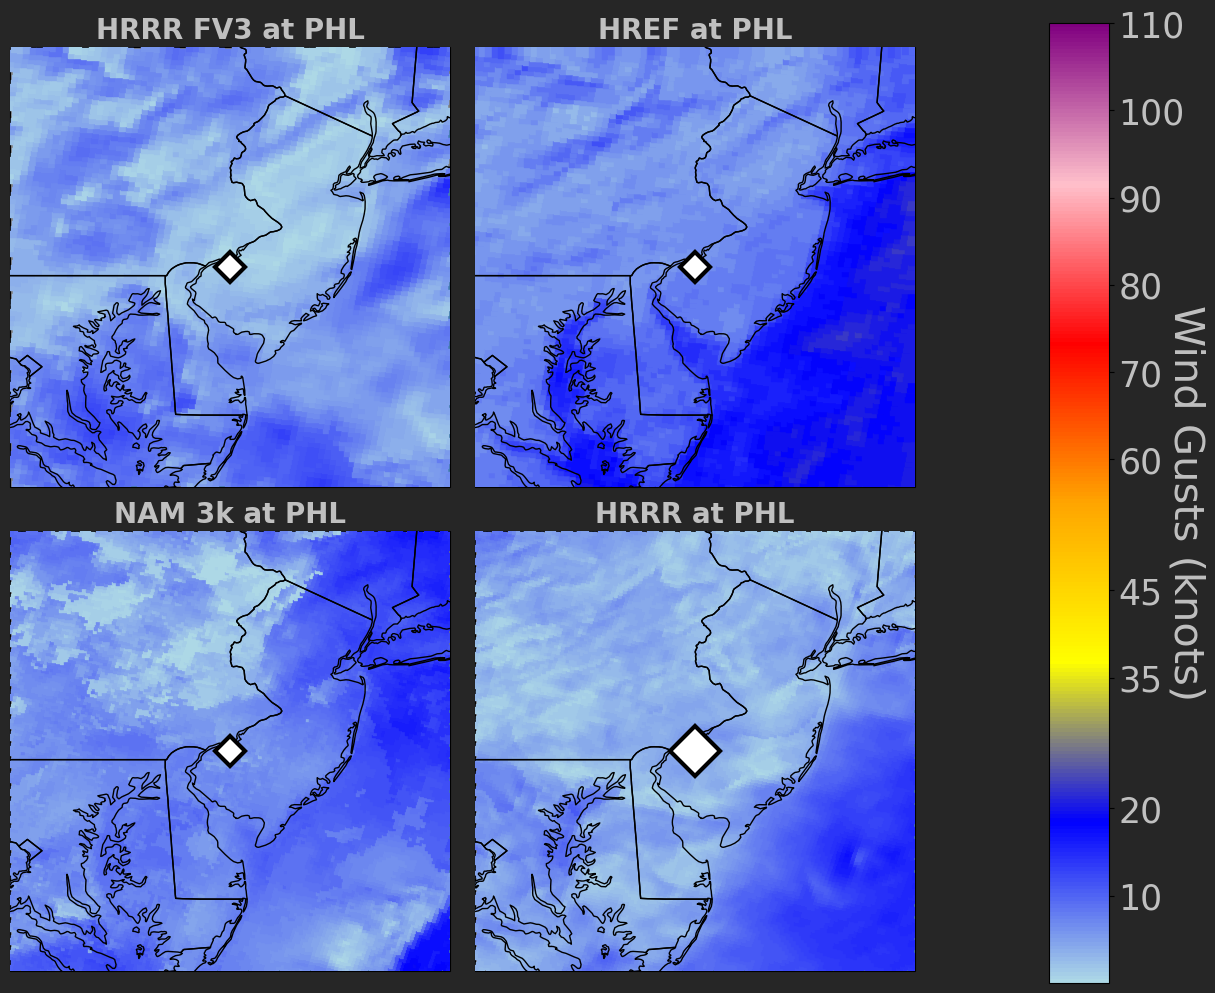 HRRR FV3 at PHL
HREF at PHL
NAM 3k at PHL
HRRR at PHL
110
100
90
80
70
60
45
35
20
10
Wind Gusts (knots)